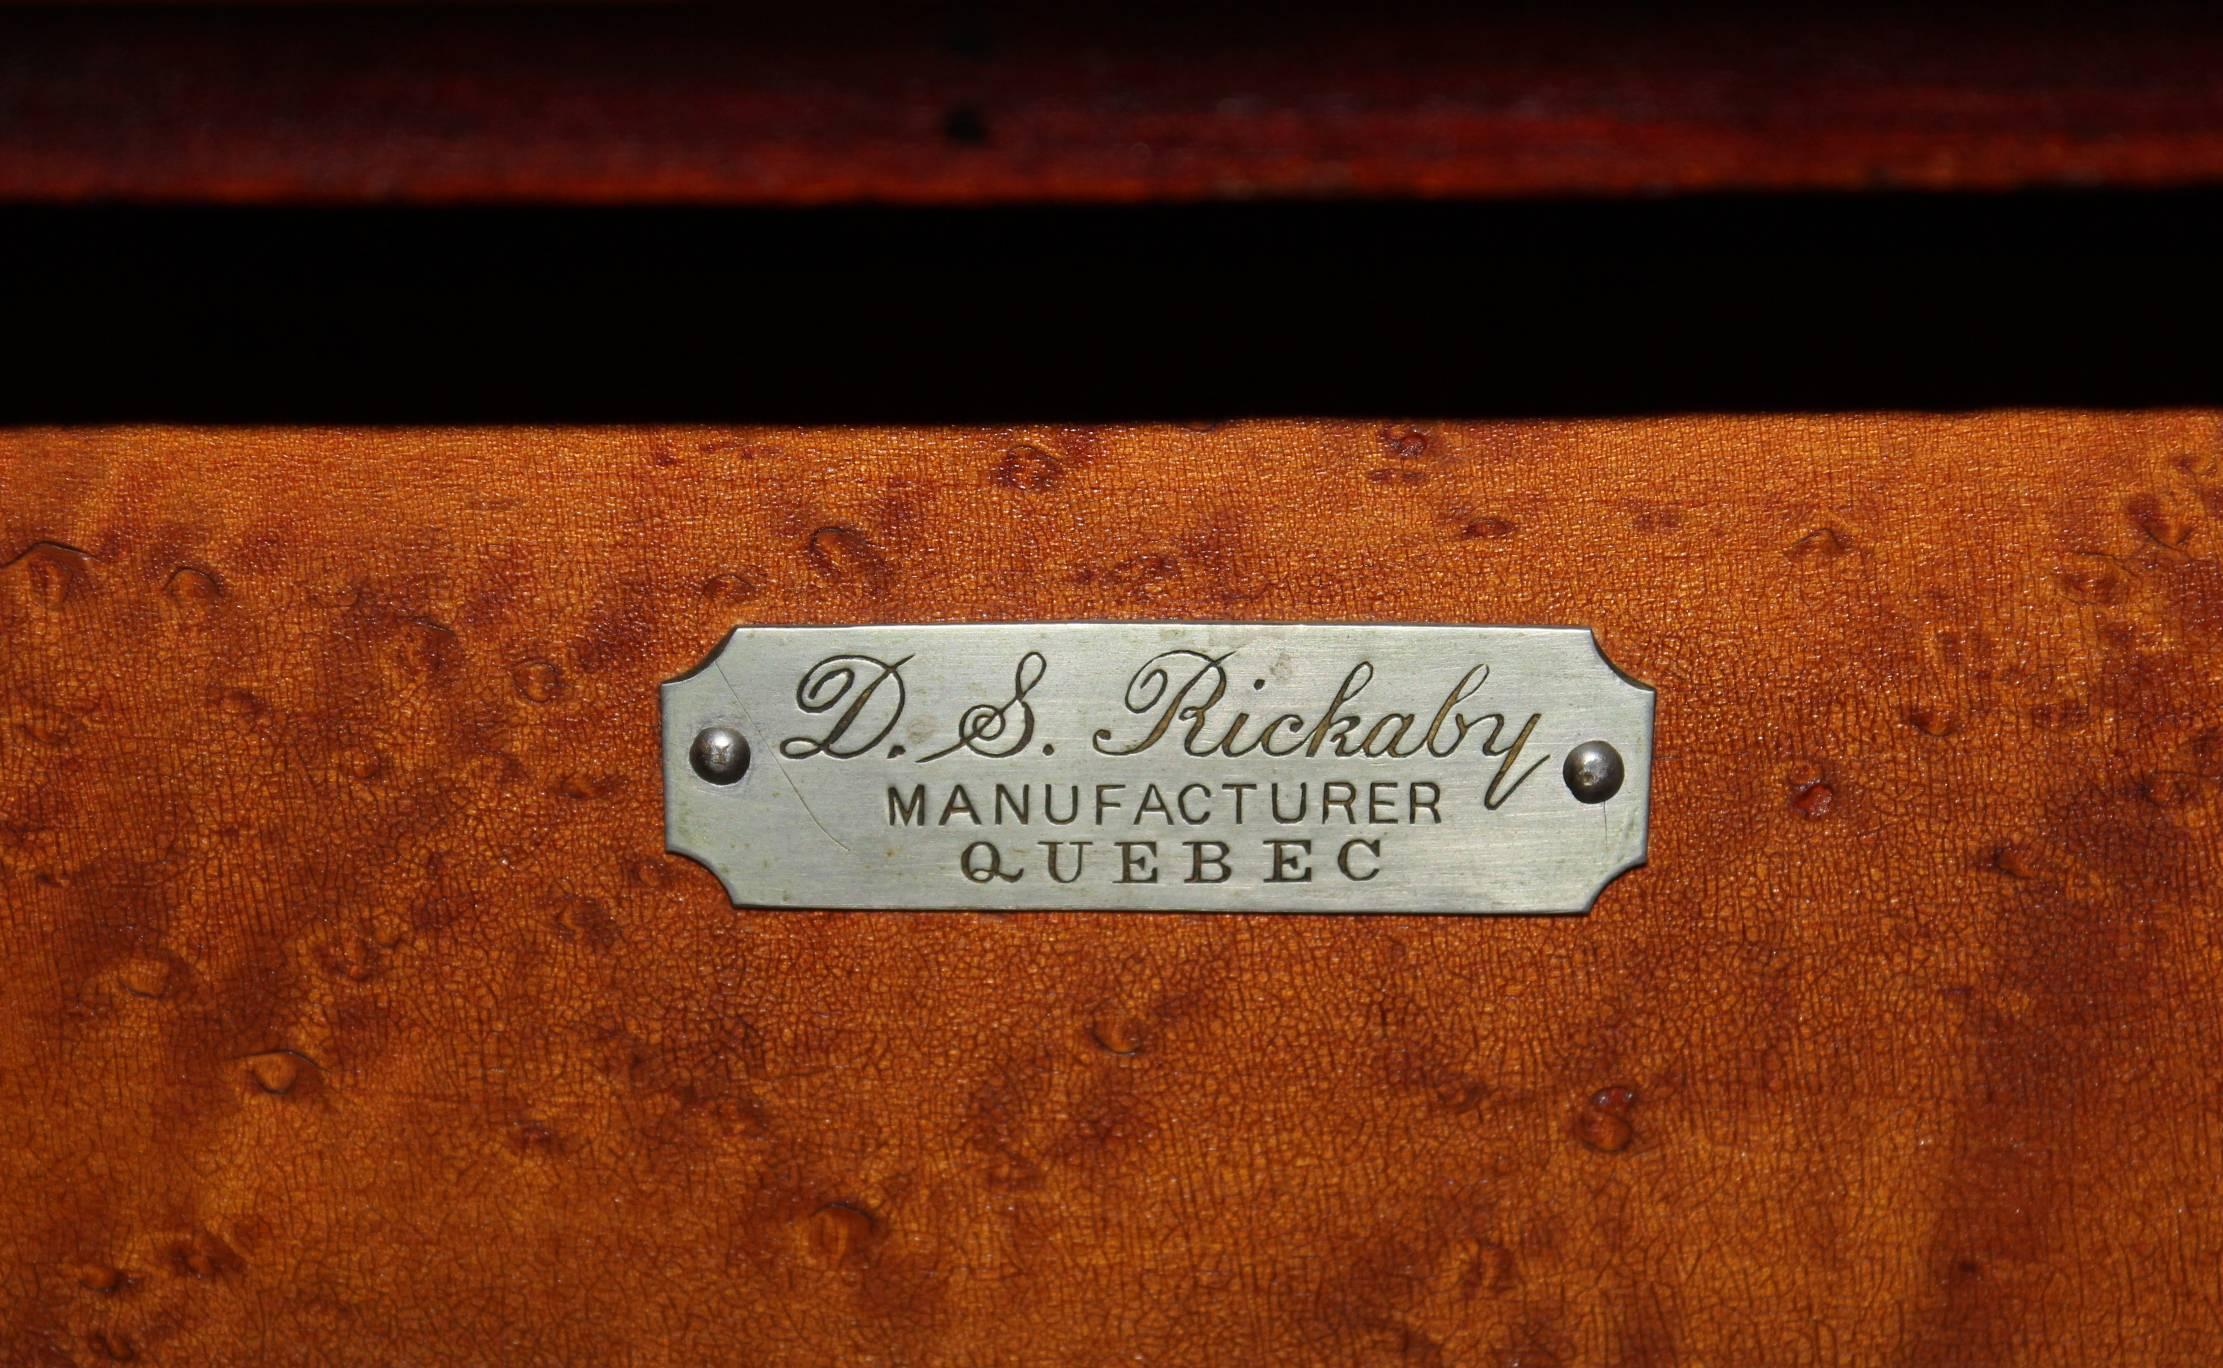 D. S. Rickaby
MANUFACTURER
QUEBEC